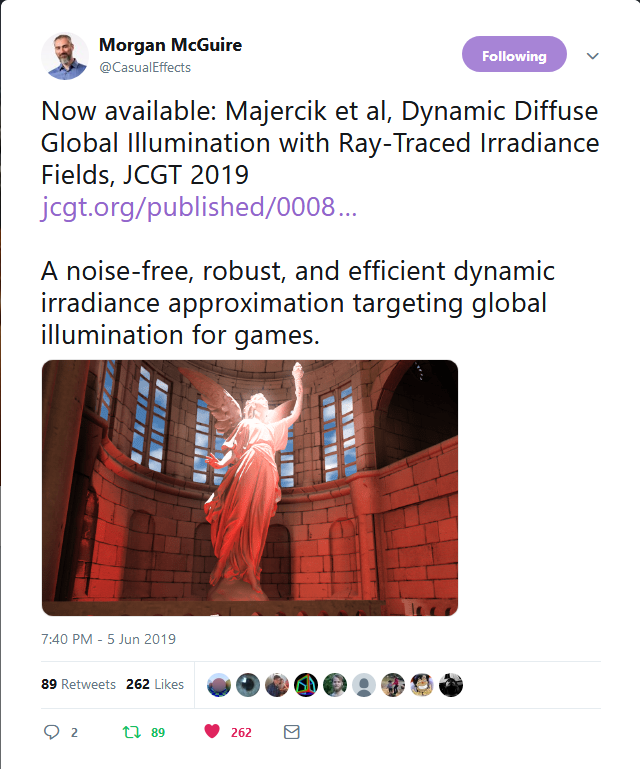 Morgan McGuire
@CasualEffects
Following
Now available: Majercik et al, Dynamic Diffuse
Global Illumination with Ray-Traced Irradiance
Fields, JCGT 2019
jcgt.org/published/0008…
A noise-free, robust, and efficient dynamic
irradiance approximation targeting global
illumination for games.
7:40 PM - 5 Jun 2019
89 Retweets 262 Likes
2 89 262